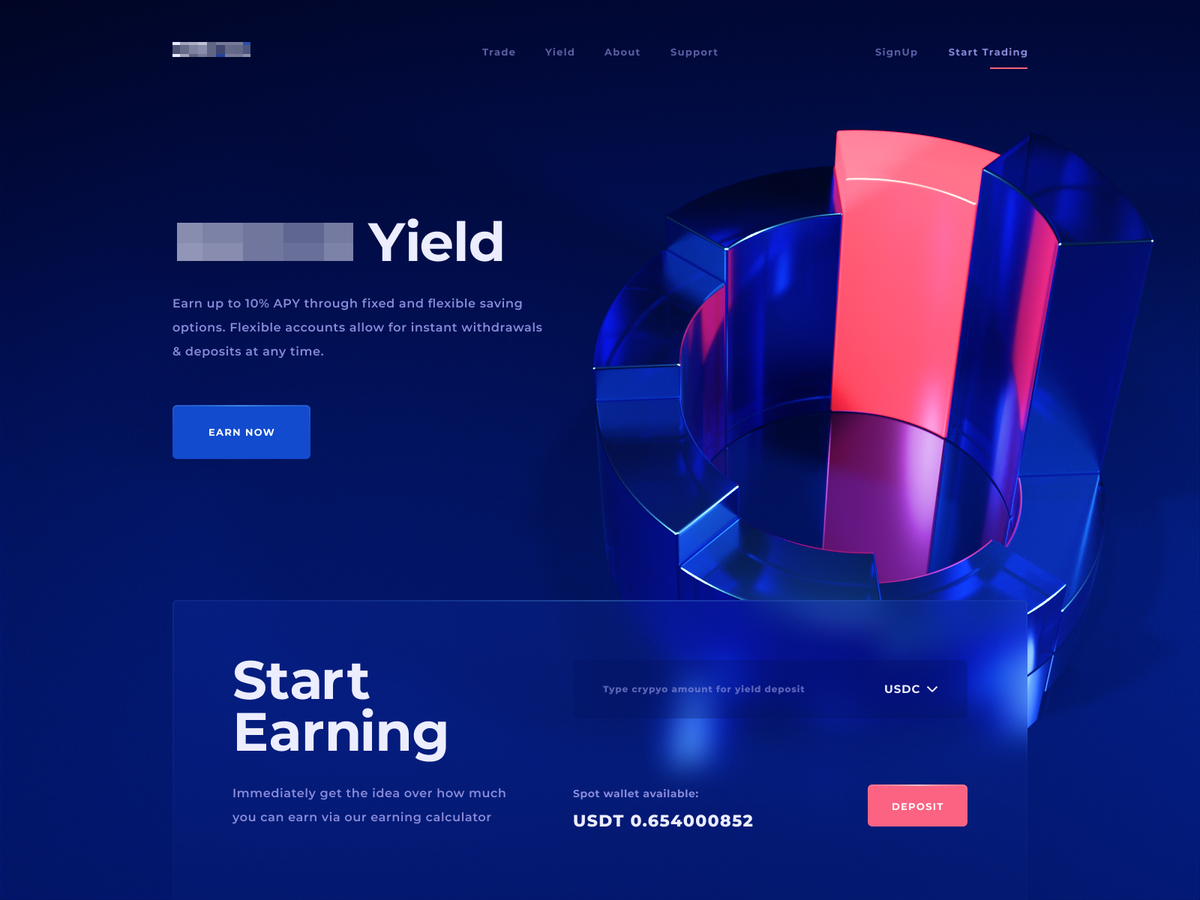 Trade Yield About Support SignUp Start Trading
Yield
Earn up to 10% APY through fixed and flexible saving
options. Flexible accounts allow for instant withdrawals
& deposits at any time.
EARN NOW
Start
Earning
Type crypyo amount for yield deposit USDC
Immediately get the idea over how much
you can earn via our earning calculator
Spot wallet available:
USDT 0.654000852
DEPOSIT